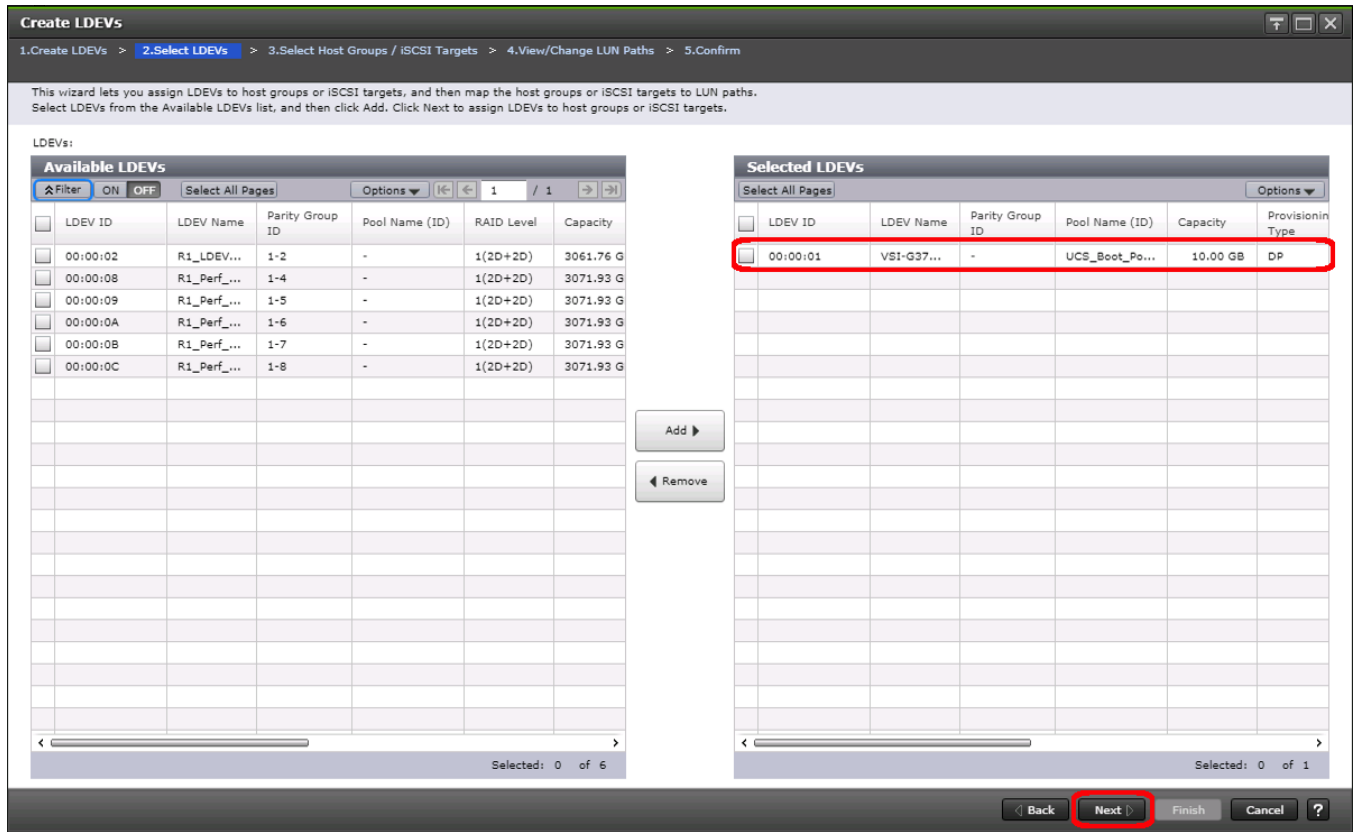 Create LDEVs
1.Create LDEVs > 2.Select LDEVs > 3.Select Host Groups / iSCSI Targets > 4.View/Change LUN Paths > 5.Confirm
This wizard lets you assign LDEVs to host groups or iSCSI targets, and then map the host groups or iSCSI targets to LUN paths.
Select LDEVs from the Available LDEVs list, and then click Add. Click Next to assign LDEVs to host groups or iSCSI targets.
LDEVs:
Available LDEVs
Filter ON OFF Select All Pages Options 1 / 1
LDEV ID LDEV Name Parity Group ID Pool Name (ID) RAID Level Capacity
00:00:02 R1_LDEV... 1-2 - 1(2D+2D) 3061.76 G
00:00:08 R1_Perf_... 1-4 - 1(2D+2D) 3071.93 G
00:00:09 R1_Perf_... 1-5 - 1(2D+2D) 3071.93 G
00:00:0A R1_Perf_... 1-6 - 1(2D+2D) 3071.93 G
00:00:0B R1_Perf_... 1-7 - 1(2D+2D) 3071.93 G
00:00:0C R1_Perf_... 1-8 - 1(2D+2D) 3071.93 G
Selected: 0 of 6
Add
Remove
Selected LDEVs
Select All Pages Options
LDEV ID LDEV Name Parity Group ID Pool Name (ID) Capacity Provisionin Type
00:00:01 VSI-G37... - UCS_Boot_Po... 10.00 GB DP
Selected: 0 of 1
Back Next Finish Cancel ?